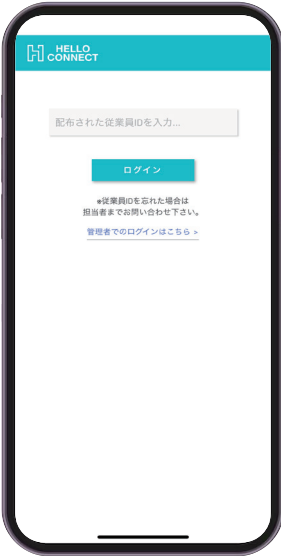 HELLO
CONNECT
配布された従業員IDを入力...
ログイン
※従業員IDを忘れた場合は
担当者までお問い合わせ下さい。
管理者でのログインはこちら >